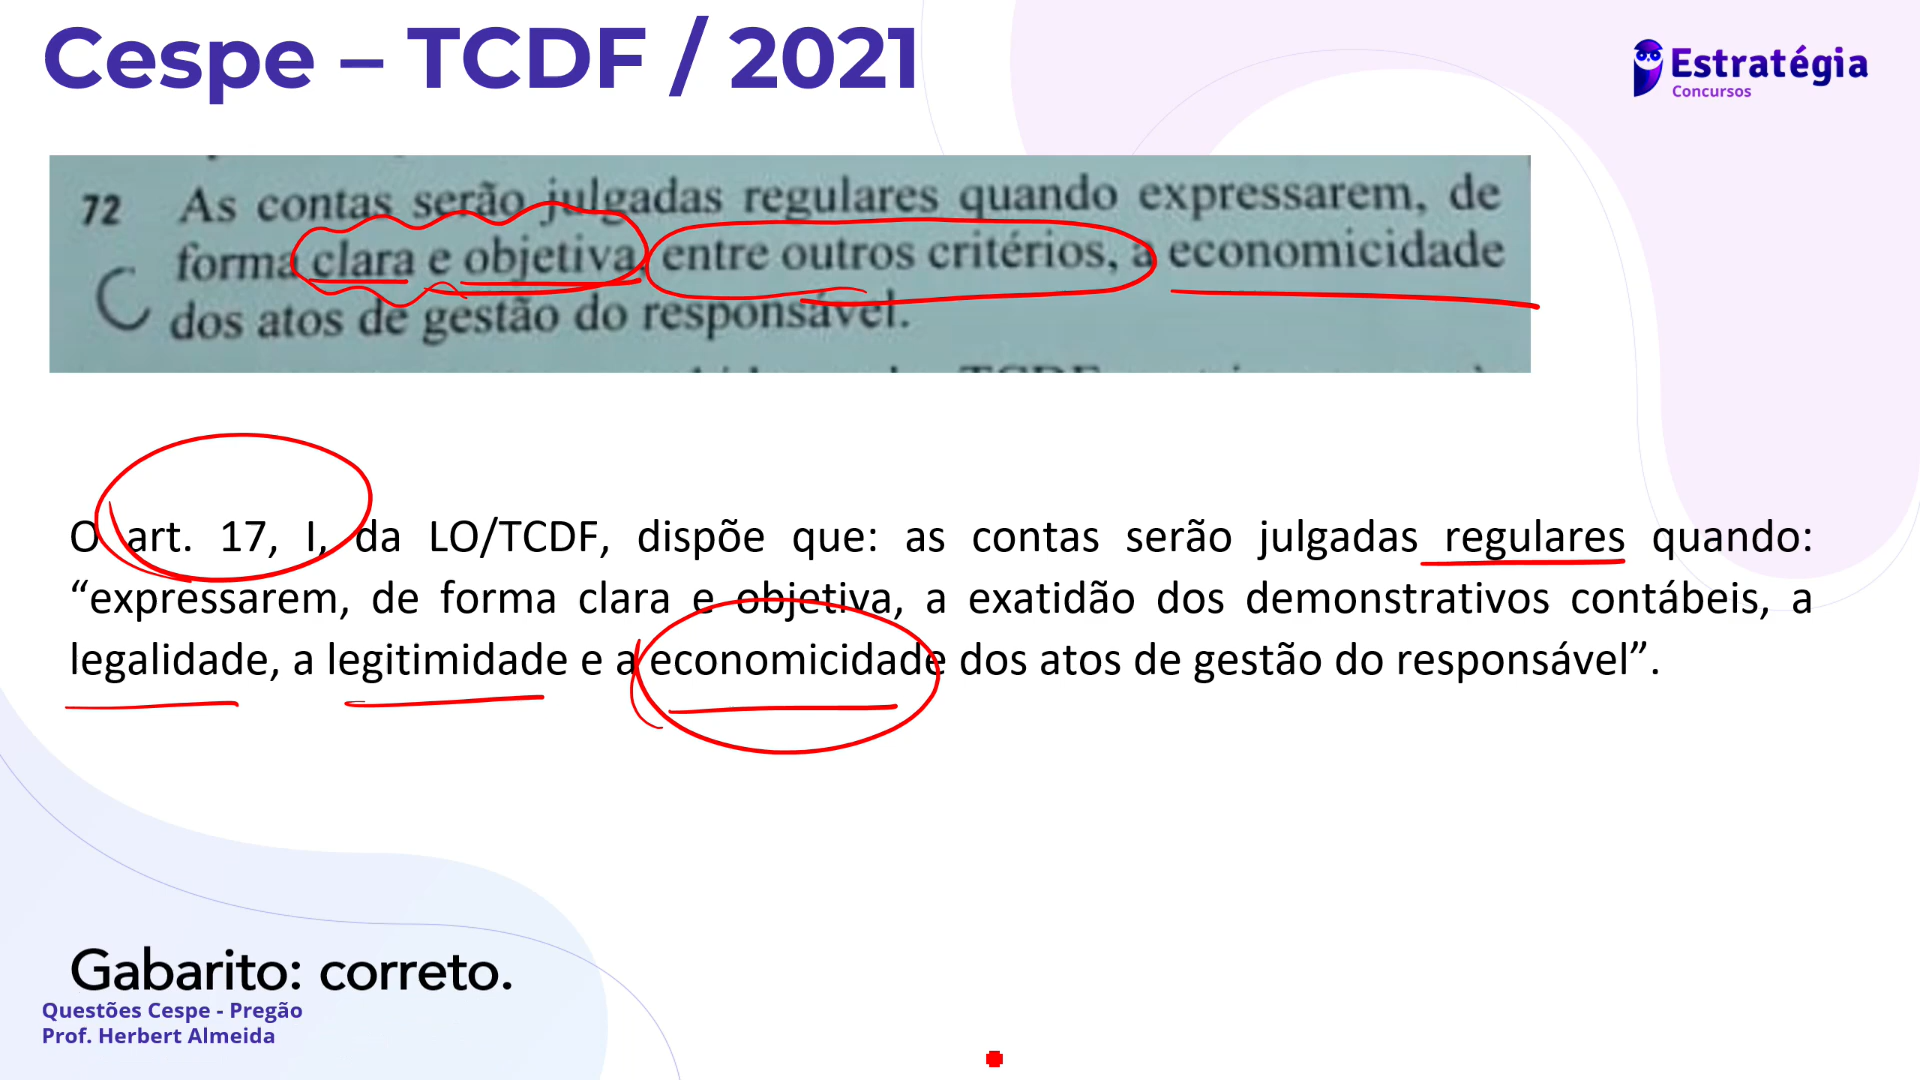 Cespe – TCDF / 2021
Estratégia
Concursos
72 As contas serão julgadas regulares quando expressarem, de
forma clara e objetiva, entre outros critérios, a economicidade
C dos atos de gestão do responsável.
O art. 17, I, da LO/TCDF, dispõe que: as contas serão julgadas regulares quando:
“expressarem, de forma clara e objetiva, a exatidão dos demonstrativos contábeis, a
legalidade, a legitimidade e a economicidade dos atos de gestão do responsável”.
Gabarito: correto.
Questões Cespe - Pregão
Prof. Herbert Almeida